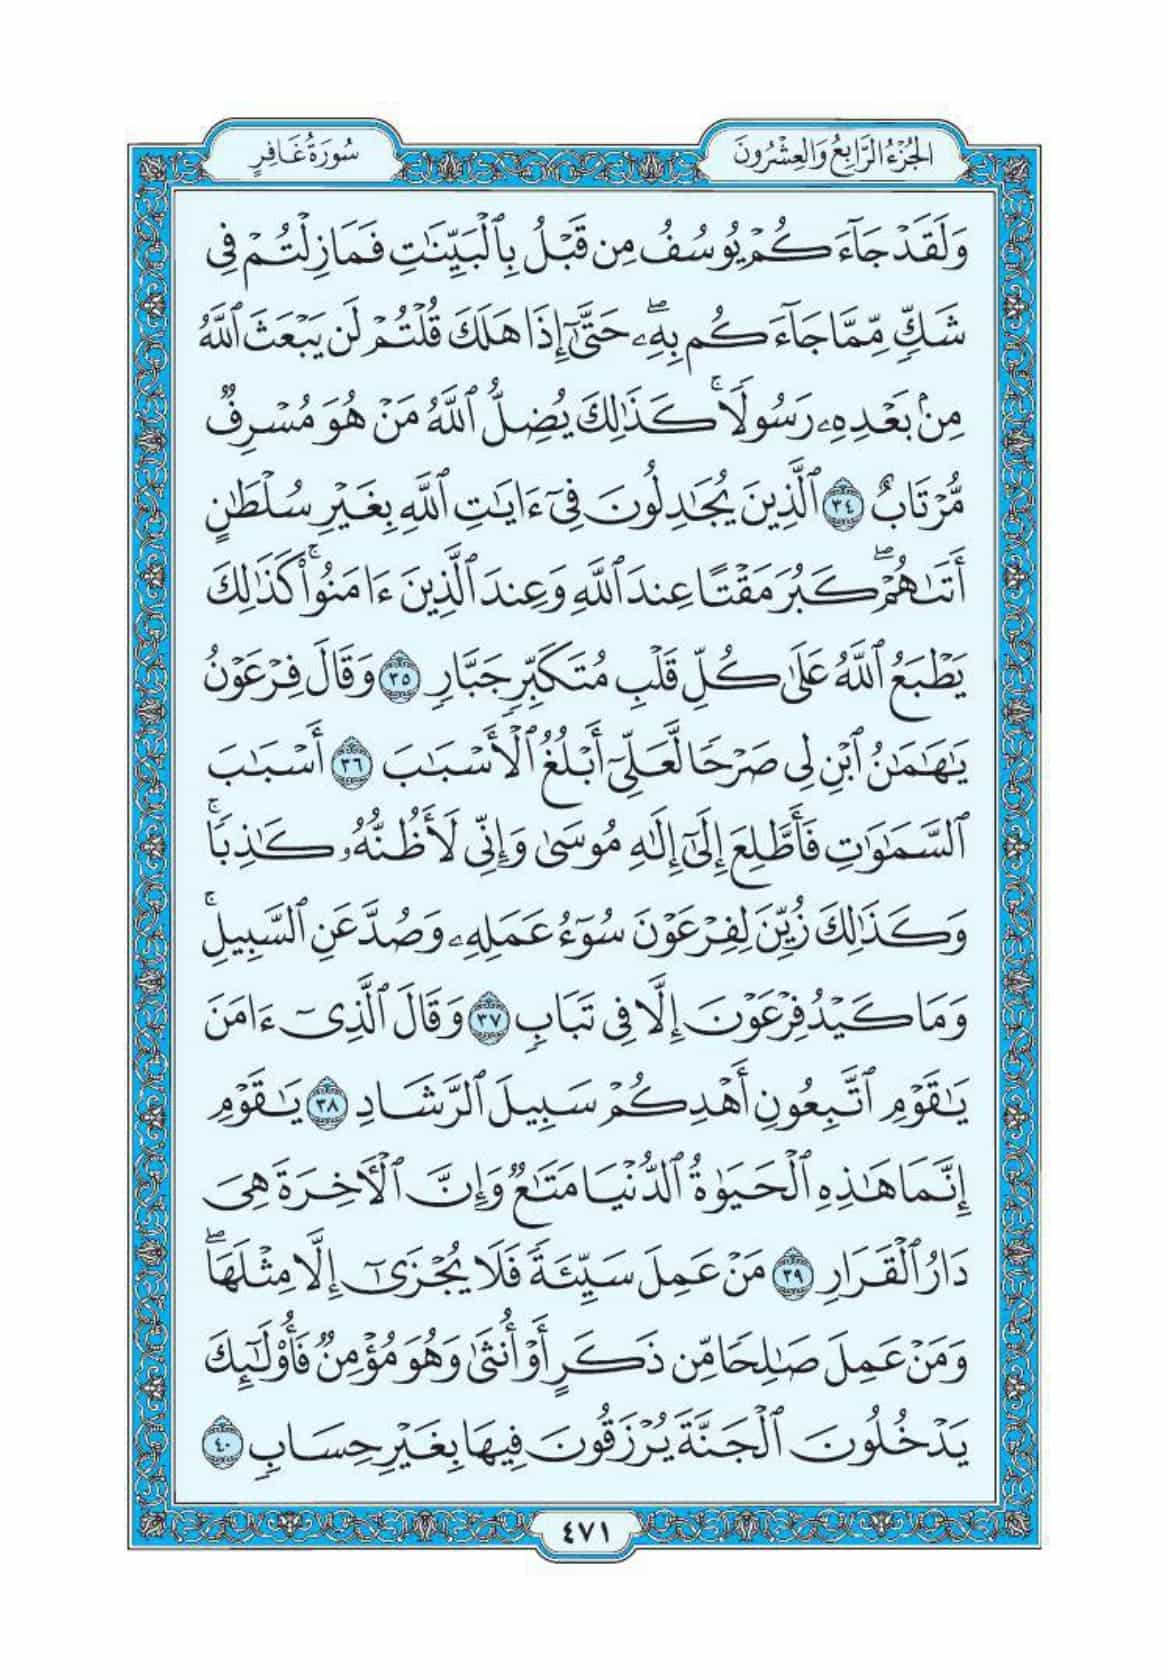 الجُزْءُ الرَّابِعُ وَالعِشْرُونَ
سُورَةُ غَافِرٍ
وَلَقَدْ جَآءَكُمْ يُوسُفُ مِن قَبْلُ بِٱلْبَيِّنَٰتِ فَمَا زِلْتُمْ فِى
شَكٍّ مِّمَّا جَآءَكُم بِهِۦۖ حَتَّىٰٓ إِذَا هَلَكَ قُلْتُمْ لَن يَبْعَثَ ٱللَّهُ
مِنۢ بَعْدِهِۦ رَسُولًاۚ كَذَٰلِكَ يُضِلُّ ٱللَّهُ مَنْ هُوَ مُسْرِفٌ
مُّرْتَابٌ ٣٤ ٱلَّذِينَ يُجَٰدِلُونَ فِىٓ ءَايَٰتِ ٱللَّهِ بِغَيْرِ سُلْطَٰنٍ
أَتَىٰهُمْۖ كَبُرَ مَقْتًا عِندَ ٱللَّهِ وَعِندَ ٱلَّذِينَ ءَامَنُوا۟ۚ كَذَٰلِكَ
يَطْبَعُ ٱللَّهُ عَلَىٰ كُلِّ قَلْبِ مُتَكَبِّرٍ جَبَّارٍ ٣٥ وَقَالَ فِرْعَوْنُ
يَٰهَٰمَٰنُ ٱبْنِ لِى صَرْحًا لَّعَلِّىٓ أَبْلُغُ ٱلْأَسْبَٰبَ ٣٦ أَسْبَٰبَ
ٱلسَّمَٰوَٰتِ فَأَطَّلِعَ إِلَىٰٓ إِلَٰهِ مُوسَىٰ وَإِنِّى لَأَظُنُّهُۥ كَٰذِبًاۚ
وَكَذَٰلِكَ زُيِّنَ لِفِرْعَوْنَ سُوٓءُ عَمَلِهِۦ وَصُدَّ عَنِ ٱلسَّبِيلِۚ
وَمَا كَيْدُ فِرْعَوْنَ إِلَّا فِى تَبَابٍ ٣٧ وَقَالَ ٱلَّذِىٓ ءَامَنَ
يَٰقَوْمِ ٱتَّبِعُونِ أَهْدِكُمْ سَبِيلَ ٱلرَّشَادِ ٣٨ يَٰقَوْمِ
إِنَّمَا هَٰذِهِ ٱلْحَيَوٰةُ ٱلدُّنْيَا مَتَٰعٌ وَإِنَّ ٱلْأَخِرَةَ هِىَ
دَارُ ٱلْقَرَارِ ٣٩ مَنْ عَمِلَ سَيِّئَةً فَلَا يُجْزَىٰٓ إِلَّا مِثْلَهَاۖ
وَمَنْ عَمِلَ صَٰلِحًا مِّن ذَكَرٍ أَوْ أُنثَىٰ وَهُوَ مُؤْمِنٌ فَأُو۟لَٰٓئِكَ
يَدْخُلُونَ ٱلْجَنَّةَ يُرْزَقُونَ فِيهَا بِغَيْرِ حِسَابٍ ٤٠
٤٧١